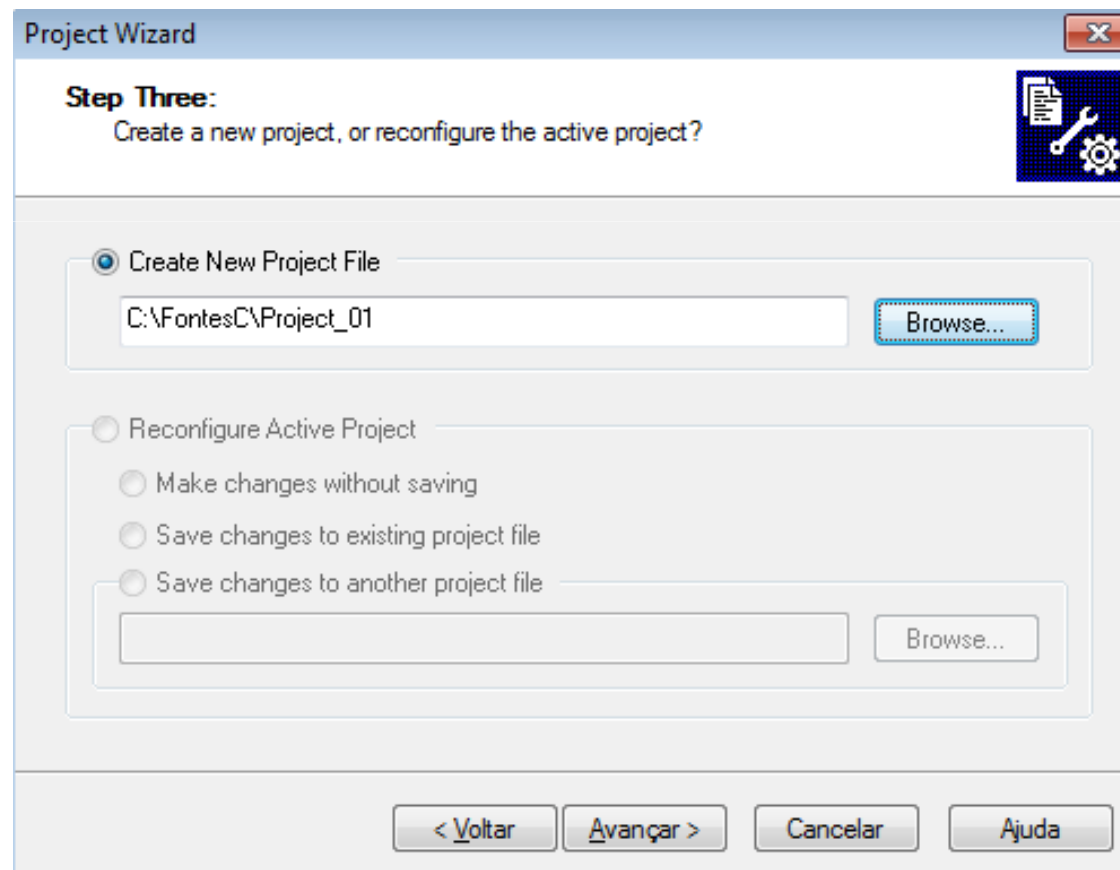 Project Wizard
Step Three:
Create a new project, or reconfigure the active project?
Create New Project File
C:\FontesC\Project_01
Browse...
Reconfigure Active Project
Make changes without saving
Save changes to existing project file
Save changes to another project file
Browse...
< Voltar
Avançar >
Cancelar
Ajuda